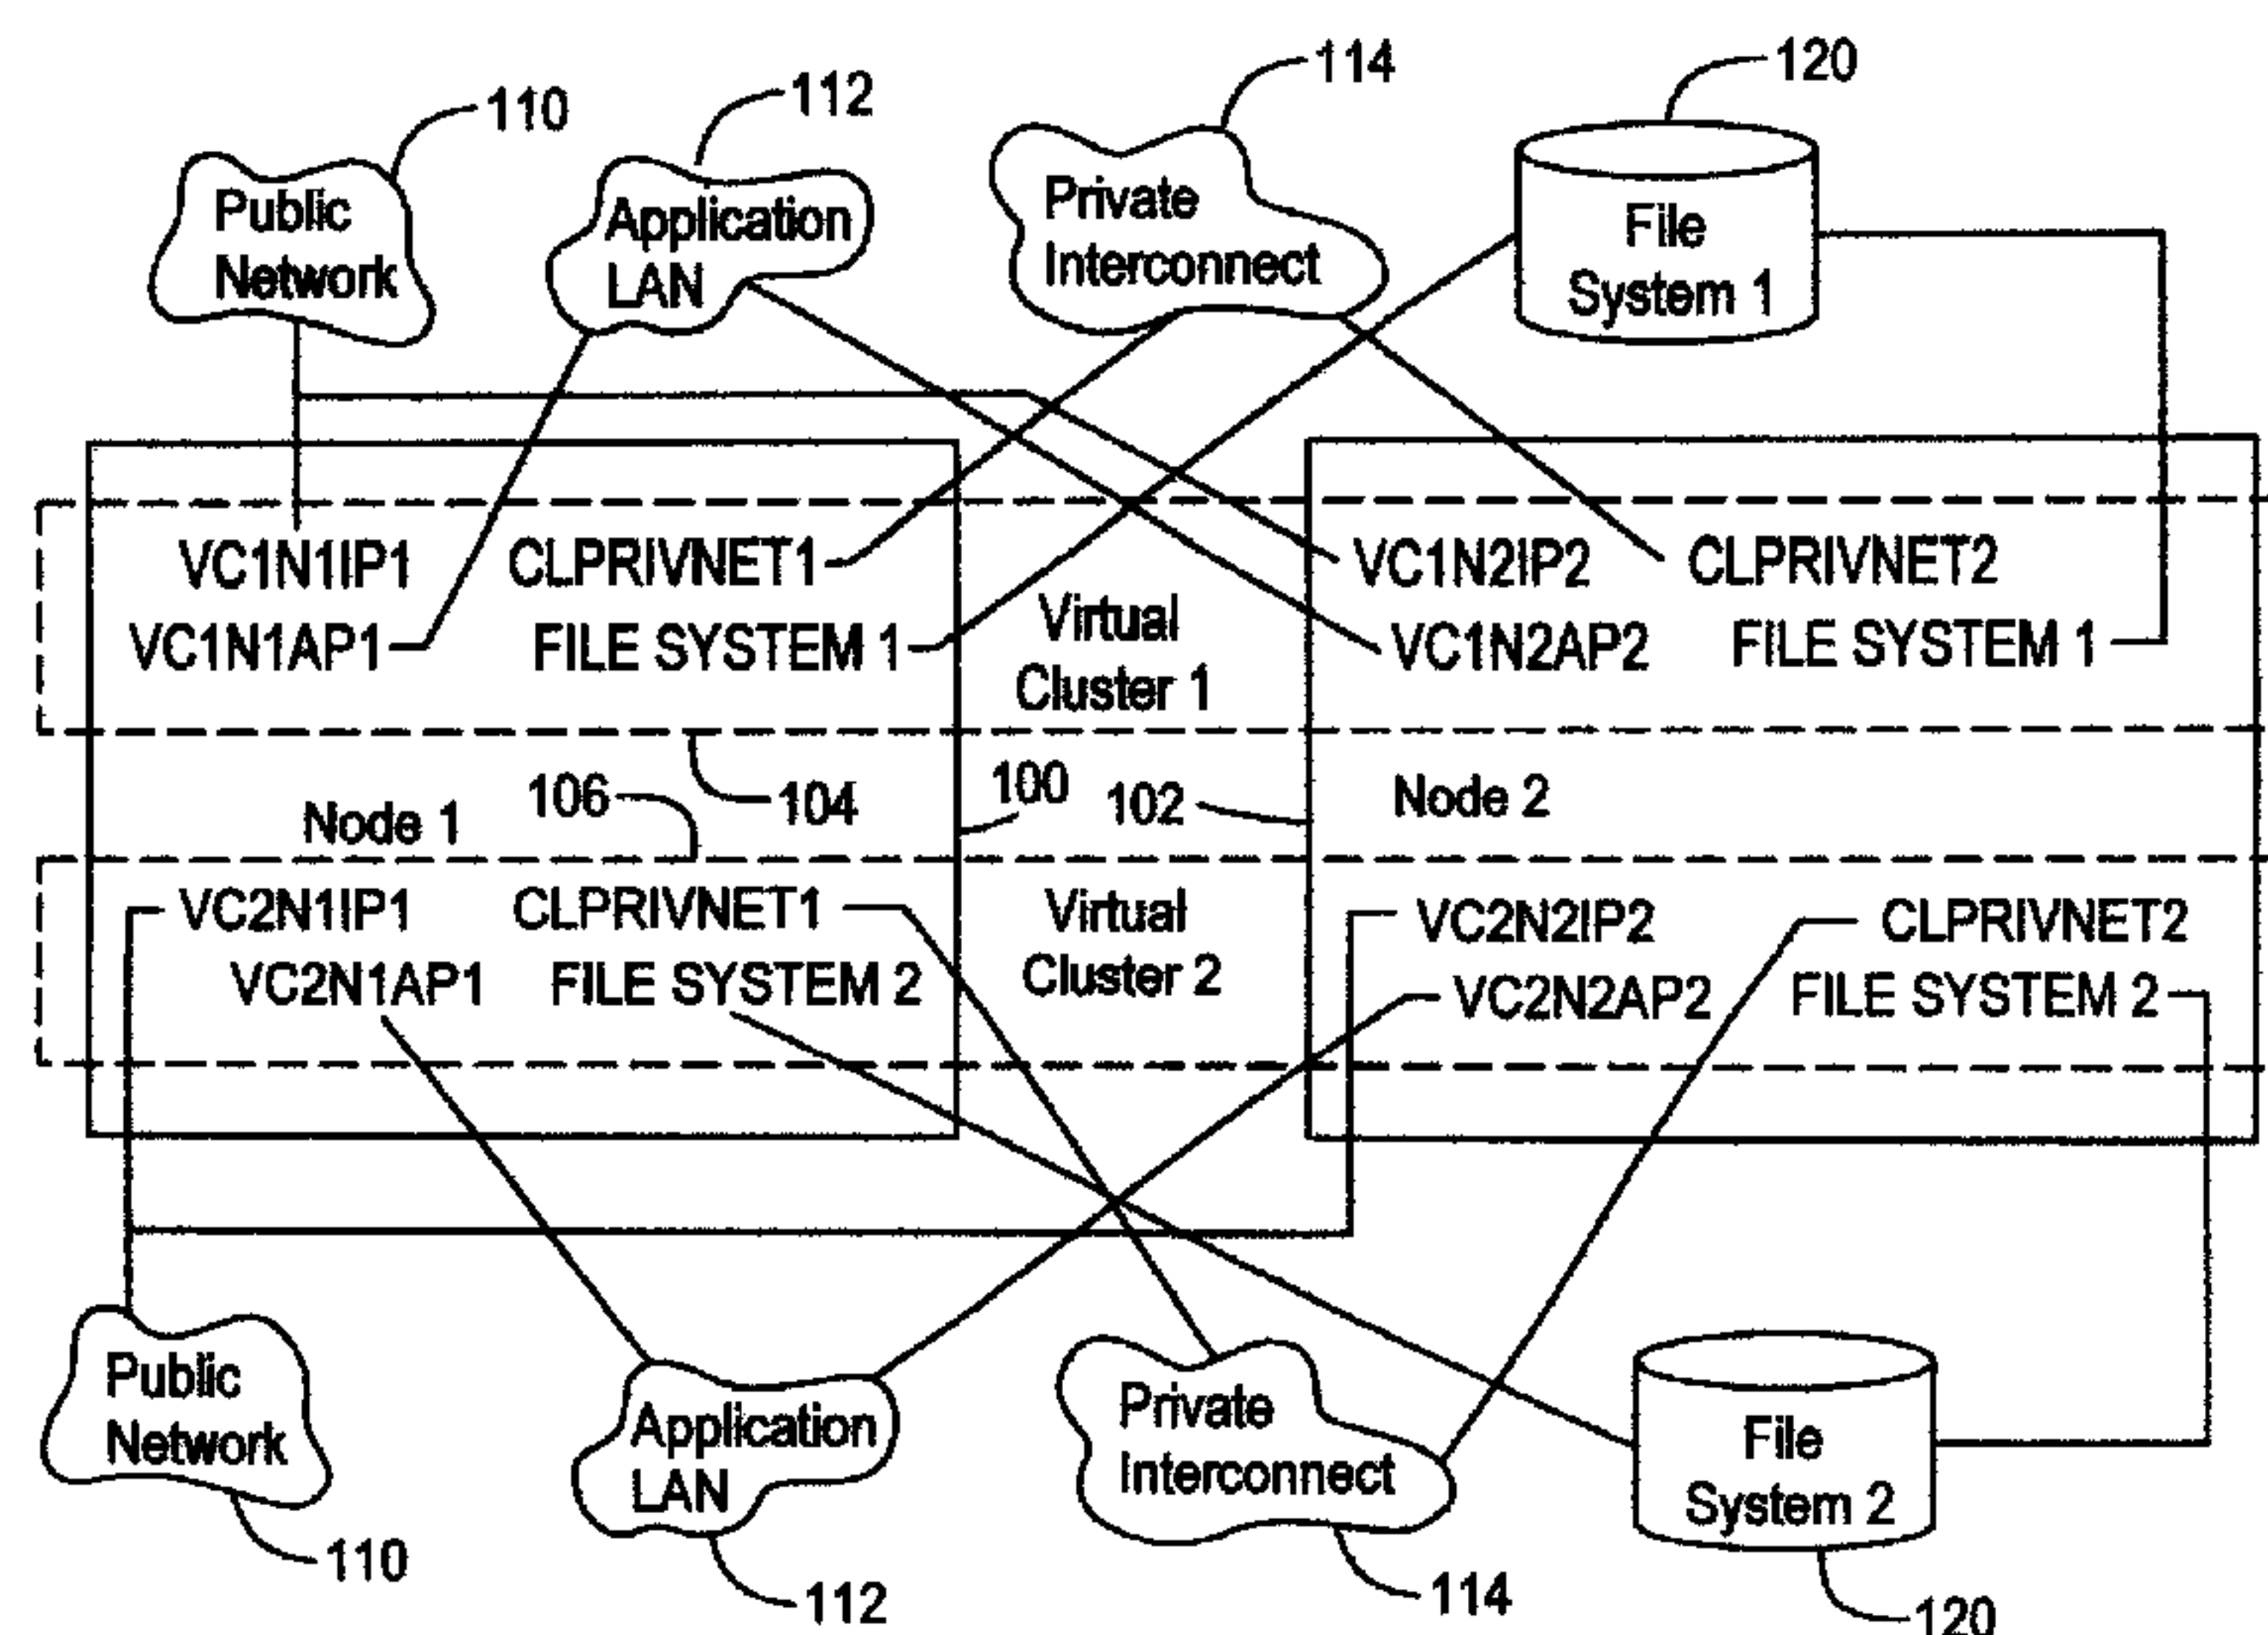 110
112
114
120
Public
Network
Application
LAN
Private
Interconnect
File
System 1
VC1N1IP1
CLPRIVNET1
VC1N1AP1
FILE SYSTEM 1
Virtual
Cluster 1
VC1N2IP2
CLPRIVNET2
VC1N2AP2
FILE SYSTEM 1
Node 1
106
104
100
102
Node 2
VC2N1IP1
CLPRIVNET1
VC2N1AP1
FILE SYSTEM 2
Virtual
Cluster 2
VC2N2IP2
CLPRIVNET2
VC2N2AP2
FILE SYSTEM 2
Public
Network
Application
LAN
Private
Interconnect
File
System 2
110
112
114
120